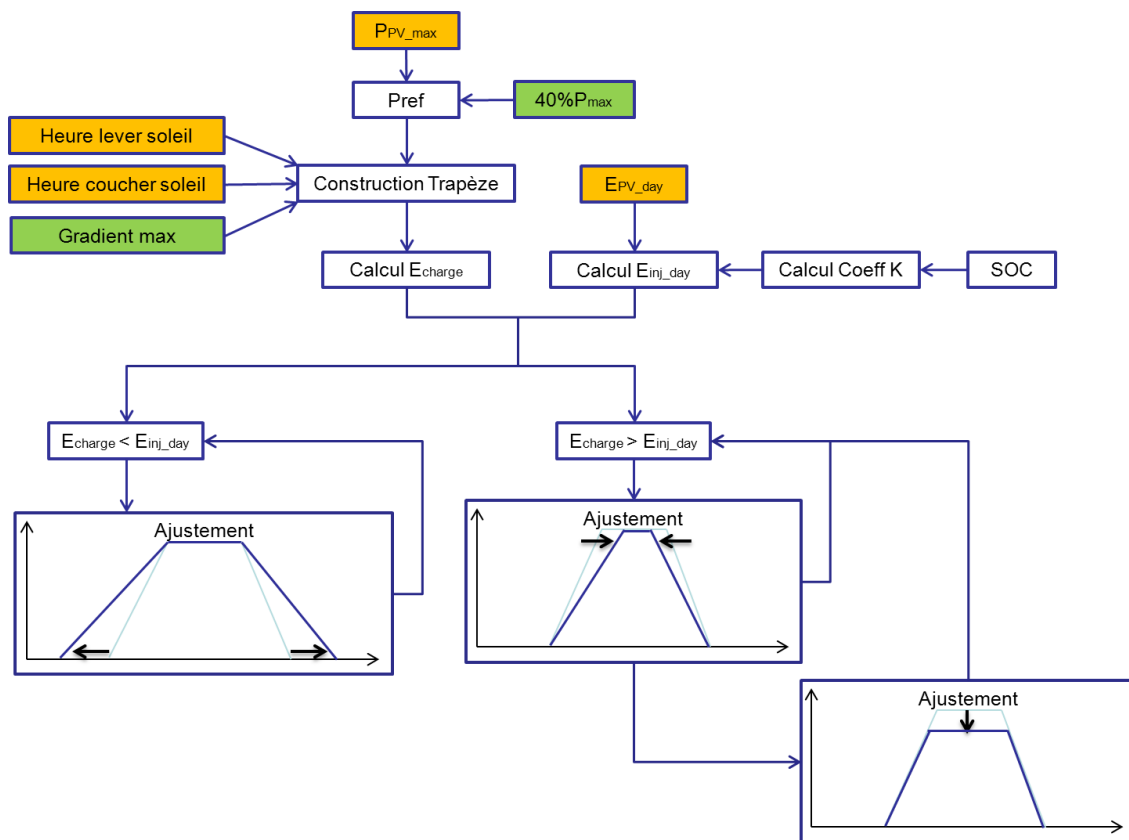 PPV_max
Pref
40%Pmax
Heure lever soleil
Heure coucher soleil
Gradient max
Construction Trapèze
EPV_day
Calcul Echarge
Calcul Einj_day
Calcul Coeff K
SOC
Echarge < Einj_day
Echarge > Einj_day
Ajustement
Ajustement
Ajustement